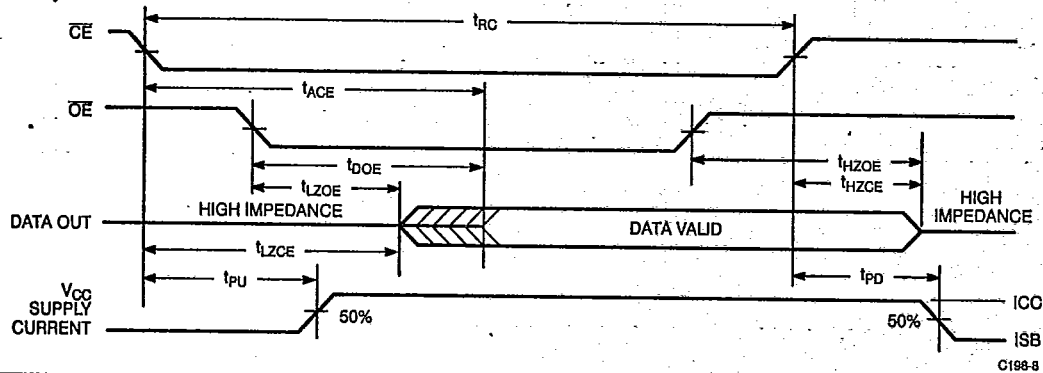 tRC
CE
tACE
OE
tDOE
tHZOE
tLZOE
tHZCE
HIGH IMPEDANCE
HIGH
IMPEDANCE
DATA OUT
DATA VALID
tLZCE
tPU
tPD
VCC
SUPPLY
CURRENT
50%
50%
ICC
ISB
C198-8